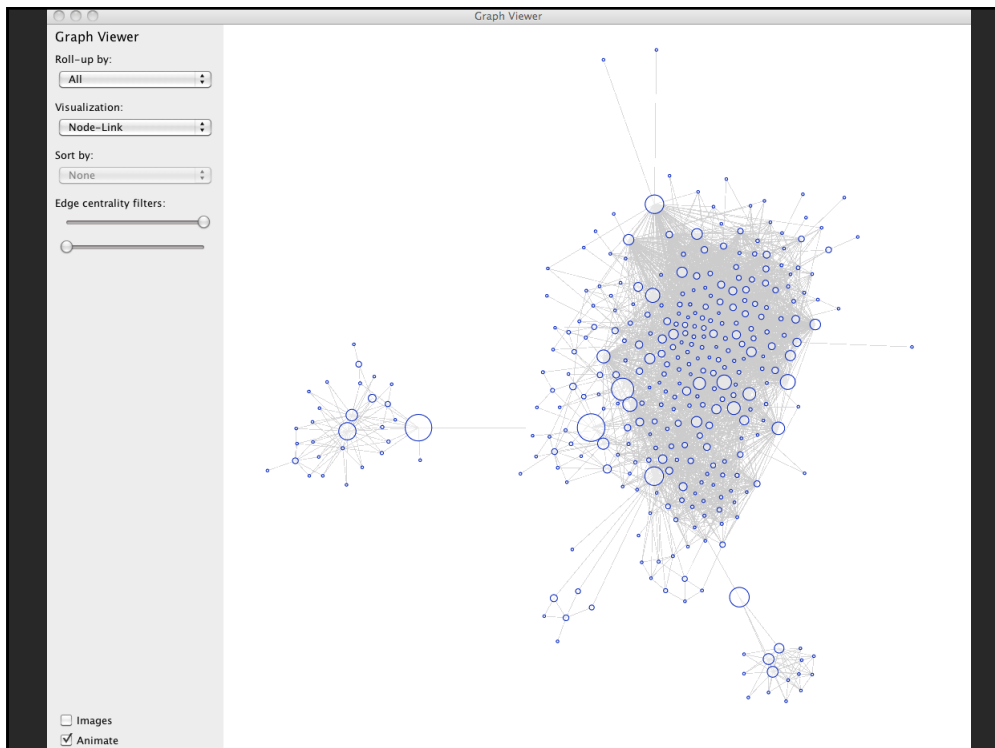 Graph Viewer
Graph Viewer
Roll-up by:
All
Visualization:
Node-Link
Sort by:
None
Edge centrality filters:
Images
Animate